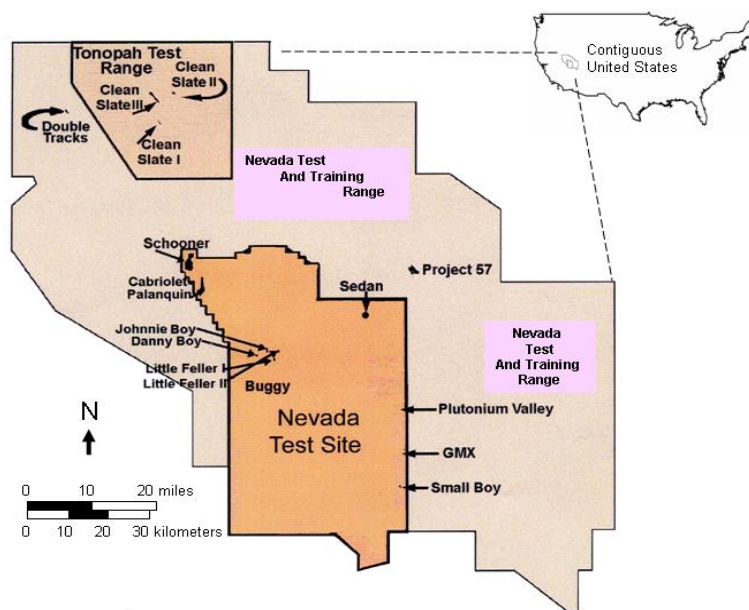 Contiguous
United States
Tonopah Test
Range
Clean
Slate II
Clean
Slate III
Double
Tracks
Clean
Slate I
Nevada Test
And Training
Range
Schooner
Project 57
Cabriolet
Palanquin
Sedan
Johnnie Boy
Danny Boy
Little Feller I
Little Feller II
Buggy
Nevada
Test
And Training
Range
Nevada
Test Site
Plutonium Valley
GMX
Small Boy
N
0 10 20 miles
0 10 20 30 kilometers